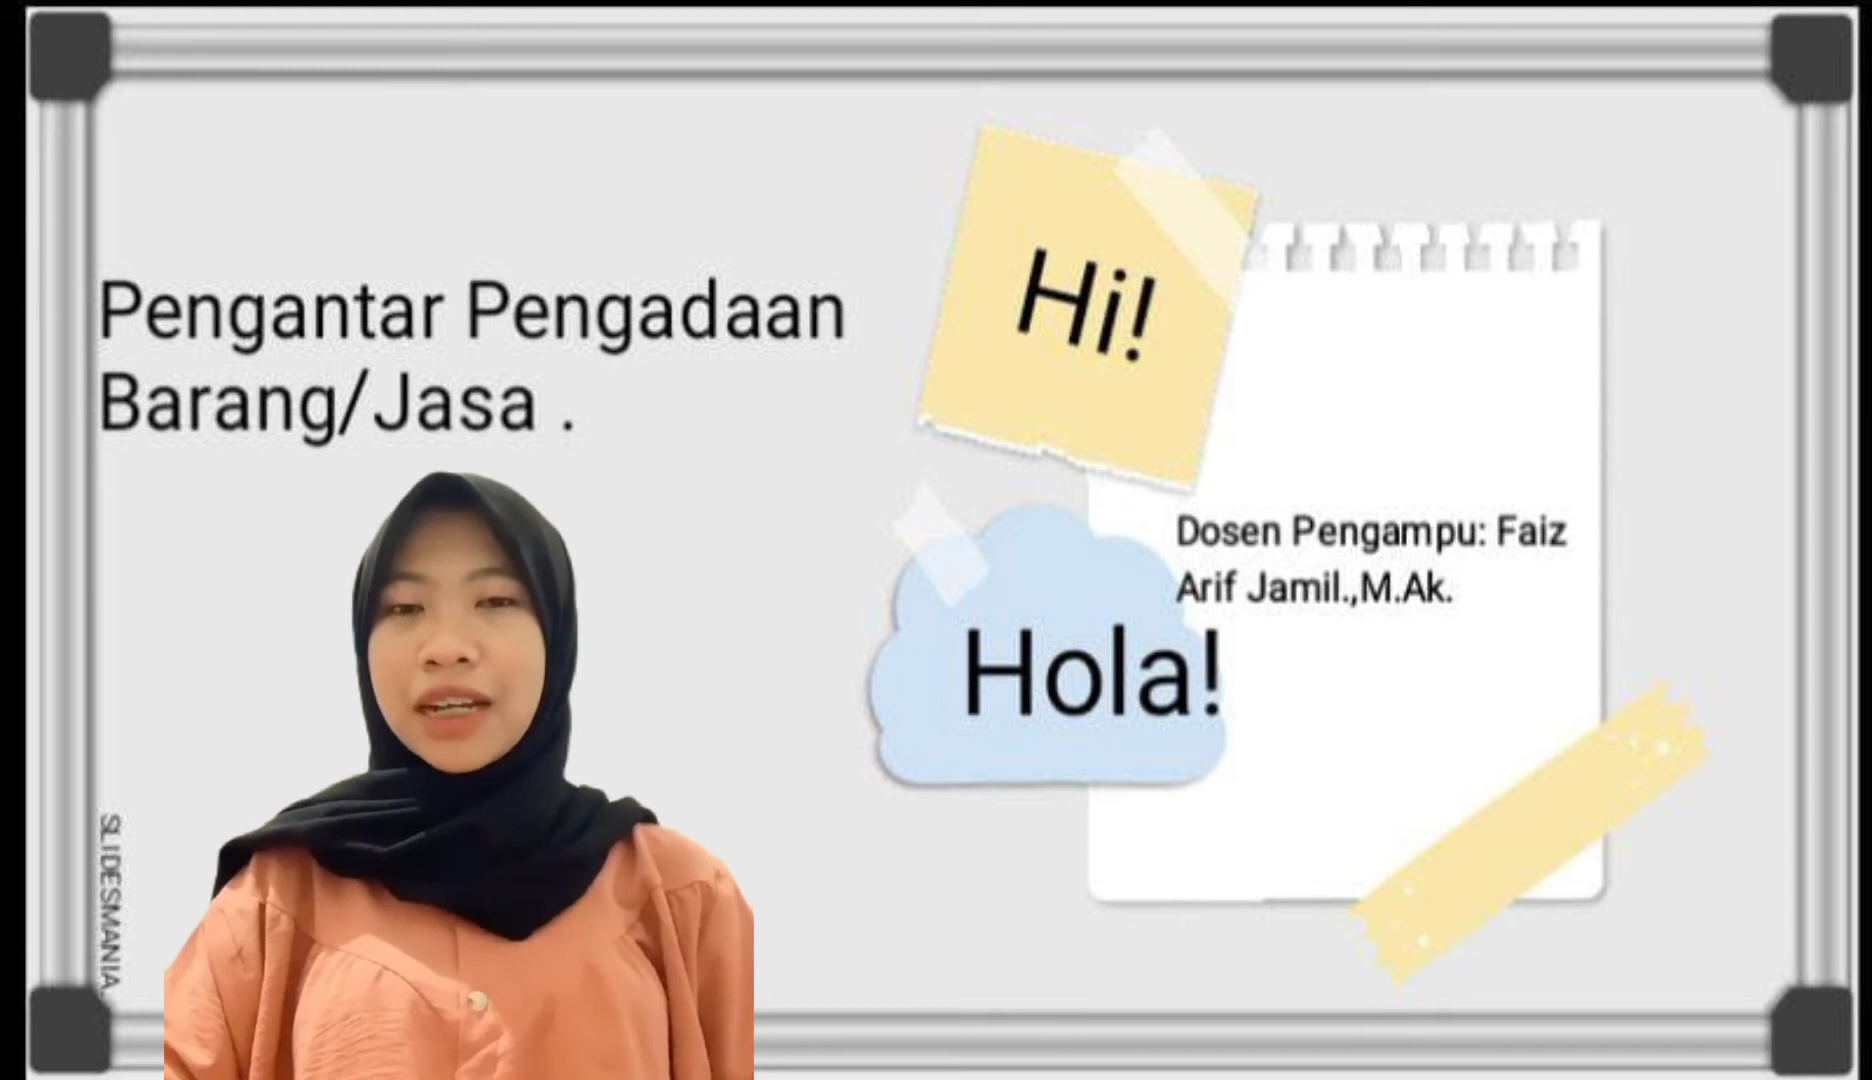 Pengantar Pengadaan
Barang/Jasa .
Hi!
Dosen Pengampu: Faiz
Arif Jamil.,M.Ak.
Hola!
SLIDESMANIA.